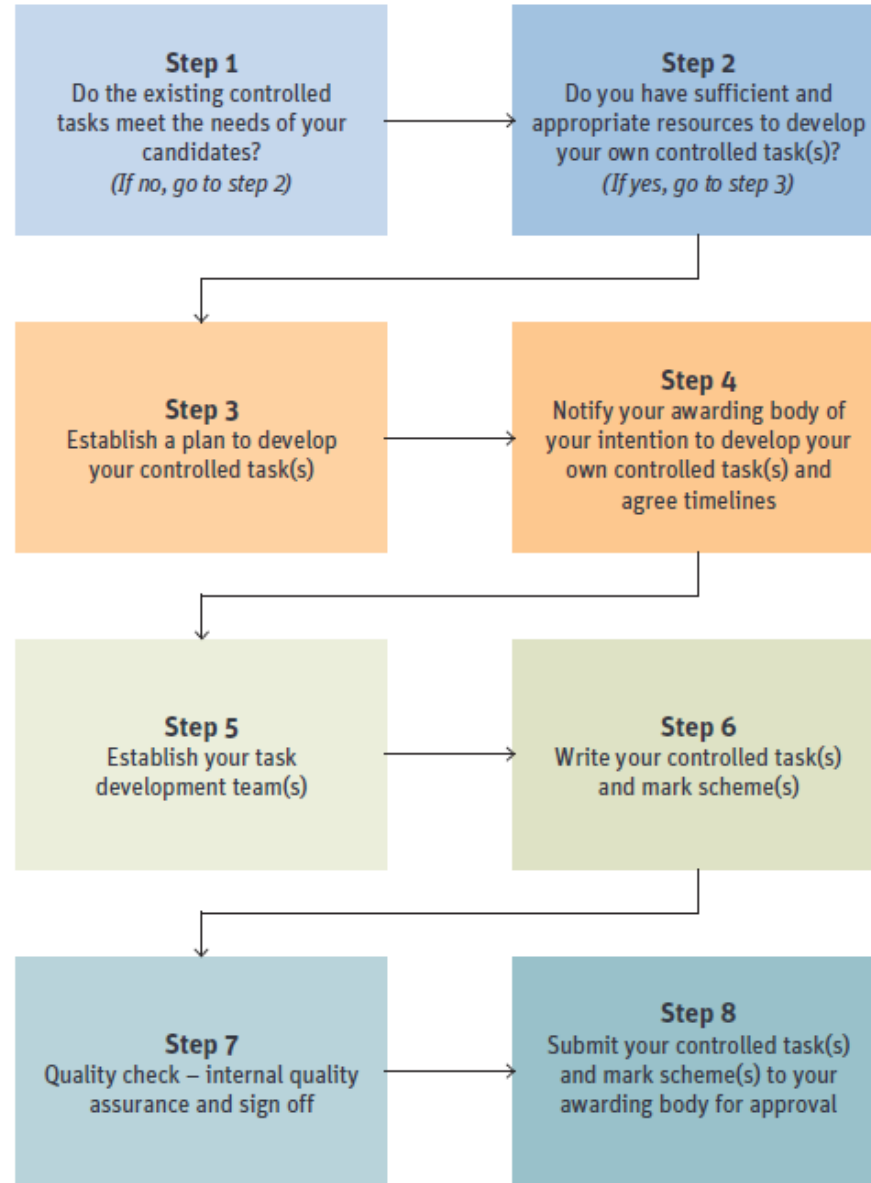 Step 1
Do the existing controlled
tasks meet the needs of your
candidates?
(If no, go to step 2)
Step 2
Do you have sufficient and
appropriate resources to develop
your own controlled task(s)?
(If yes, go to step 3)
Step 3
Establish a plan to develop
your controlled task(s)
Step 4
Notify your awarding body of
your intention to develop your
own controlled task(s) and
agree timelines
Step 5
Establish your task
development team(s)
Step 6
Write your controlled task(s)
and mark scheme(s)
Step 7
Quality check – internal quality
assurance and sign off
Step 8
Submit your controlled task(s)
and mark scheme(s) to your
awarding body for approval